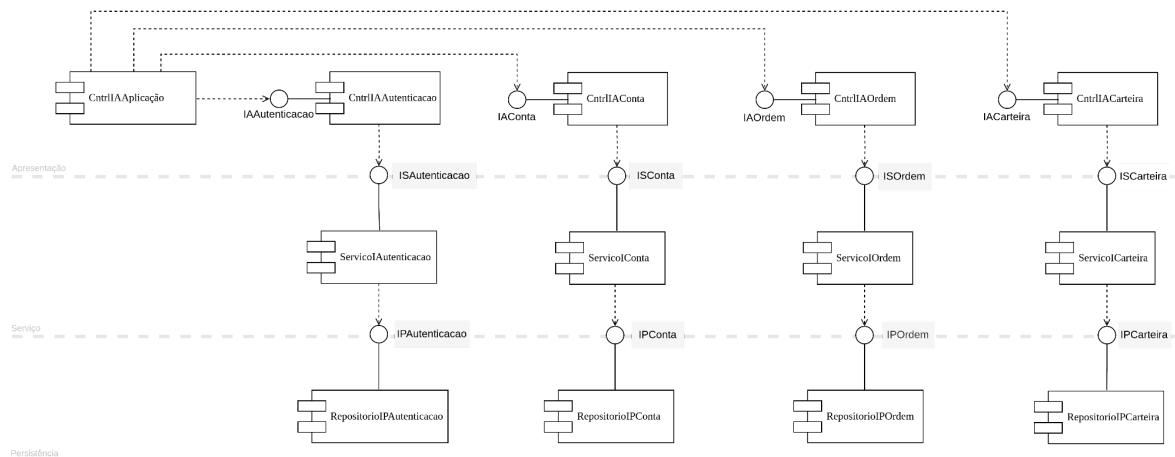 CntrlIAAplicação
IAAutenticacao
CntrlIAAutenticacao
IAConta
CntrlIAConta
IAOrdem
CntrlIAOrdem
IACarteira
CntrlIACarteira
Apresentação
ISAutenticacao
ISConta
ISOrdem
ISCarteira
ServicoIAutenticacao
ServicoIConta
ServicoIOrdem
ServicoICarteira
Serviço
IPAutenticacao
IPConta
IPOrdem
IPCarteira
RepositorioIPAutenticacao
RepositorioIPConta
RepositorioIPOrdem
RepositorioIPCarteira
Persistência